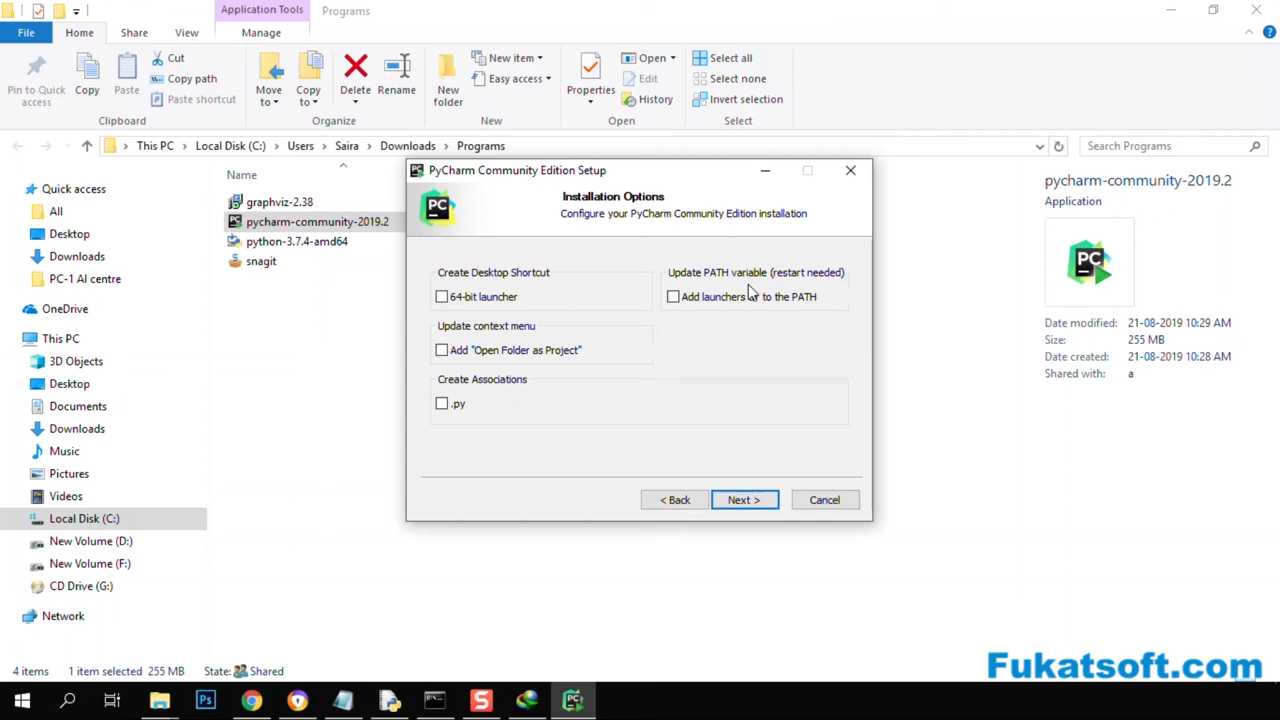 Application Tools
Programs
File
Home
Share
View
Manage
Pin to Quick access
Copy
Paste
Cut
Copy path
Paste shortcut
Clipboard
Move to
Copy to
Delete
Rename
Organize
New folder
New item
Easy access
New
Properties
Open
Edit
History
Open
Select all
Select none
Invert selection
Select
This PC
Local Disk (C:)
Users
Saira
Downloads
Programs
Search Programs
Quick access
All
Desktop
Downloads
PC-1 AI centre
OneDrive
This PC
3D Objects
Desktop
Documents
Downloads
Music
Pictures
Videos
Local Disk (C:)
New Volume (D:)
New Volume (F:)
CD Drive (G:)
Network
Name
graphviz-2.38
pycharm-community-2019.2
python-3.7.4-amd64
snagit
PyCharm Community Edition Setup
PC
Installation Options
Configure your PyCharm Community Edition installation
Create Desktop Shortcut
64-bit launcher
Update PATH variable (restart needed)
Add launchers dir to the PATH
Update context menu
Add "Open Folder as Project"
Create Associations
.py
< Back
Next >
Cancel
pycharm-community-2019.2
Application
PC
Date modified: 21-08-2019 10:29 AM
Size: 255 MB
Date created: 21-08-2019 10:28 AM
Shared with: a
4 items
1 item selected 255 MB
State: Shared
Fukatsoft.com
Ps
S
PC